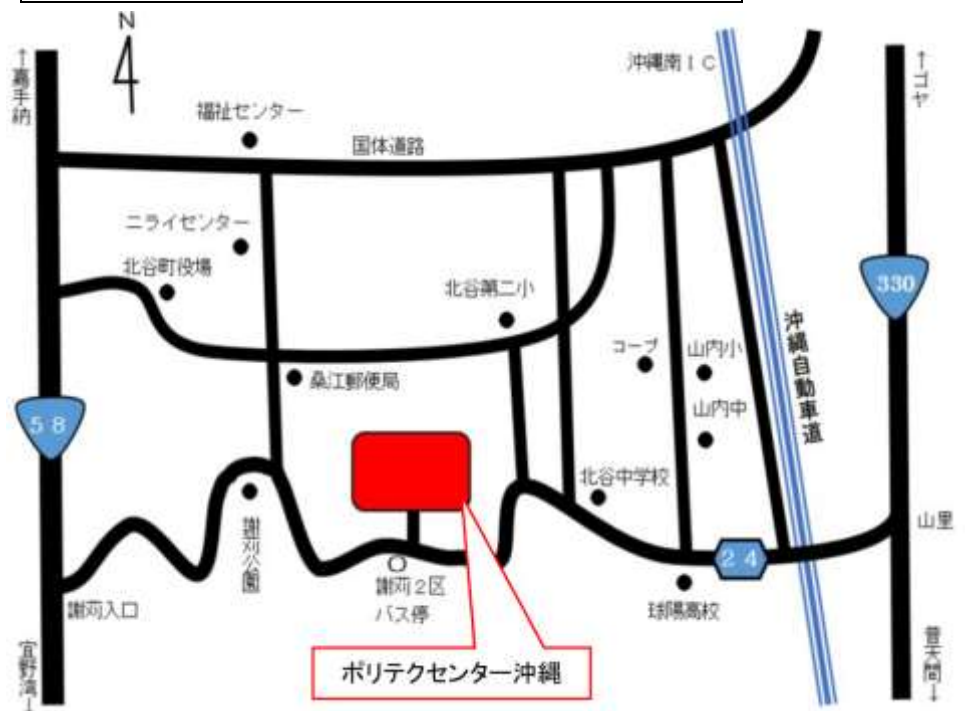 N
↑嘉手納
福祉センター
国体道路
沖縄南IC
↑ゴヤ
ニライセンター
北谷町役場
北谷第二小
330
コープ
山内小
沖縄自動車道
桑江郵便局
山内中
58
北谷中学校
謝苅公園
山里
24
謝苅入口
謝苅2区
バス停
球陽高校
宜野湾↓
普天間↓
ポリテクセンター沖縄